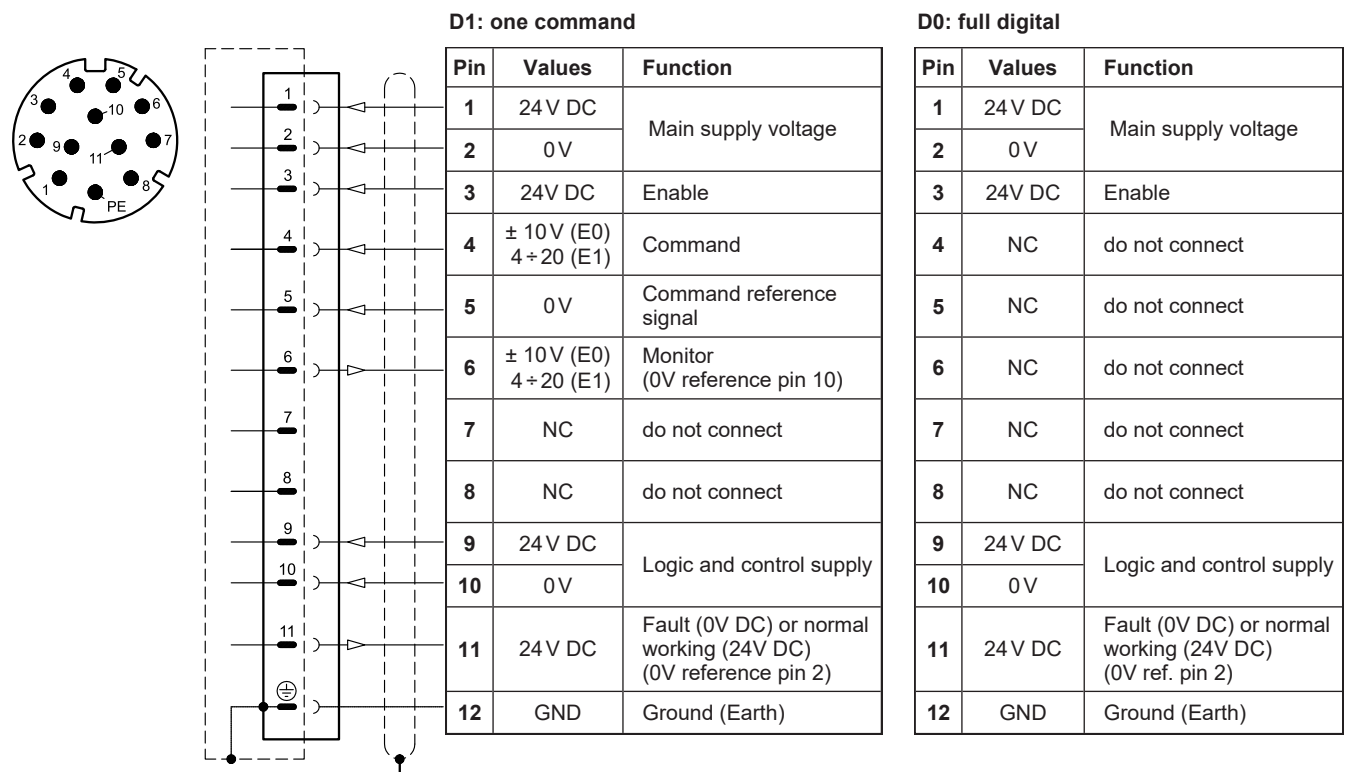 D1: one command
D0: full digital
4 5
3 10 6
2 9 11 7
1 PE 8
1
2
3
4
5
6
7
8
9
10
11
Pin Values Function
1 24 V DC Main supply voltage
2 0 V
3 24V DC Enable
4 ± 10 V (E0) Command
4 ÷ 20 (E1)
5 0 V Command reference
signal
6 ± 10 V (E0) Monitor
4 ÷ 20 (E1) (0V reference pin 10)
7 NC do not connect
8 NC do not connect
9 24 V DC Logic and control supply
10 0 V
11 24 V DC Fault (0V DC) or normal
working (24V DC)
(0V reference pin 2)
12 GND Ground (Earth)
Pin Values Function
1 24 V DC Main supply voltage
2 0 V
3 24V DC Enable
4 NC do not connect
5 NC do not connect
6 NC do not connect
7 NC do not connect
8 NC do not connect
9 24 V DC Logic and control supply
10 0 V
11 24 V DC Fault (0V DC) or normal
working (24V DC)
(0V ref. pin 2)
12 GND Ground (Earth)